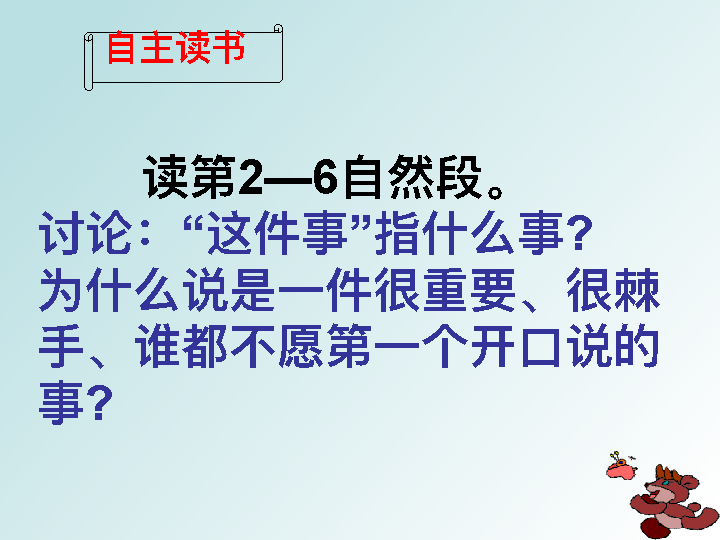 自主读书
读第2—6自然段。
讨论：“这件事”指什么事?
为什么说是一件很重要、很棘
手、谁都不愿第一个开口说的
事?